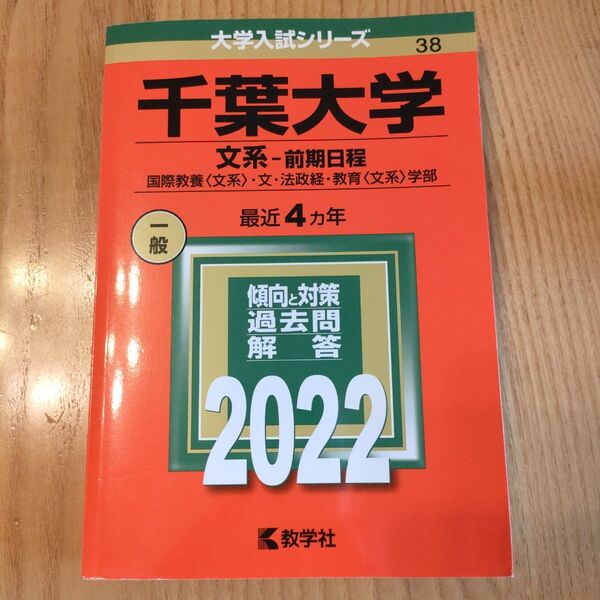 大学入試シリーズ
38
千葉大学
文系-前期日程
国際教養〈文系〉・文・法政経・教育〈文系〉学部
最近4ヵ年
一般
傾向と対策
過去問
解答
2022
教学社